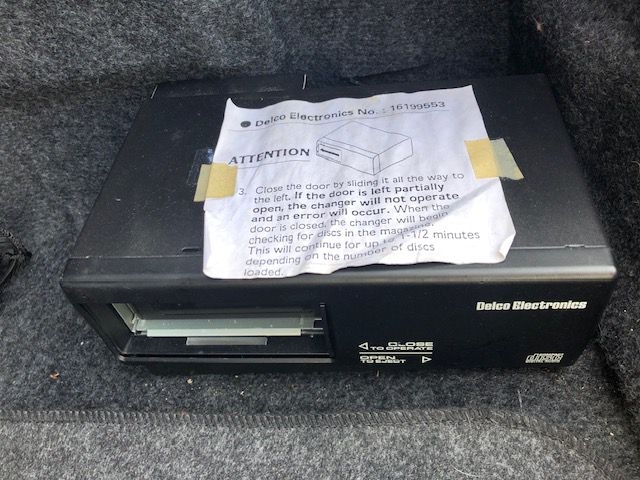 Delco Electronics No. : 16199553
ATTENTION
3. Close the door by sliding it all the way to
the left. If the door is left partially
open, the changer will not operate
and an error will occur. When the
door is closed, the changer will begin
checking for discs in the magazine.
This will continue for up to 1-1/2 minutes
depending on the number of discs
loaded.
Delco Electronics
CLOSE
TO OPERATE
OPEN
TO EJECT
disc